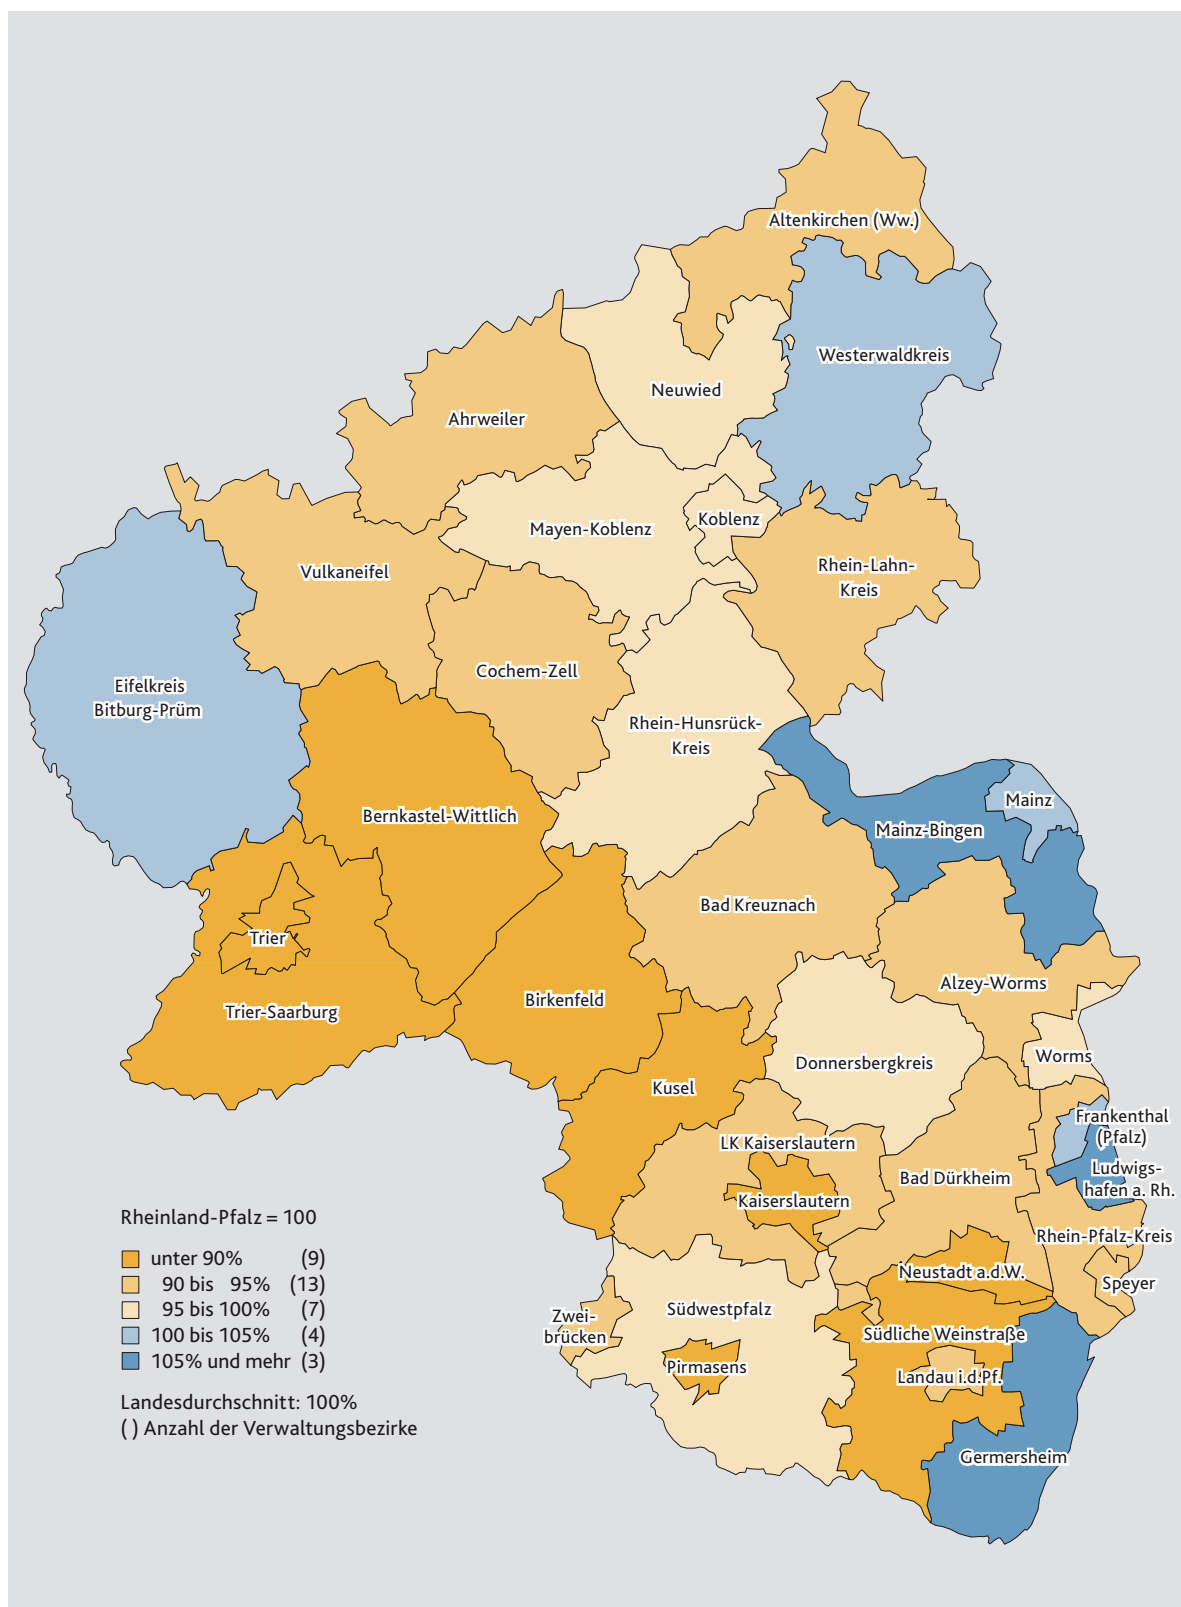 Altenkirchen (Ww.)
Westerwaldkreis
Neuwied
Ahrweiler
Koblenz
Mayen-Koblenz
Vulkaneifel
Rhein-Lahn-
Kreis
Cochem-Zell
Eifelkreis
Bitburg-Prüm
Rhein-Hunsrück-
Kreis
Mainz
Bernkastel-Wittlich
Mainz-Bingen
Bad Kreuznach
Trier
Alzey-Worms
Birkenfeld
Trier-Saarburg
Worms
Donnersbergkreis
Kusel
Frankenthal
(Pfalz)
LK Kaiserslautern
Ludwigs-
hafen a. Rh.
Bad Dürkheim
Kaiserslautern
Rhein-Pfalz-Kreis
Neustadt a.d.W.
Speyer
Zwei-
brücken
Südwestpfalz
Südliche Weinstraße
Pirmasens
Landau i.d.Pf.
Germersheim
Rheinland-Pfalz = 100
unter 90% (9)
90 bis 95% (13)
95 bis 100% (7)
100 bis 105% (4)
105% und mehr (3)
Landesdurchschnitt: 100%
( ) Anzahl der Verwaltungsbezirke